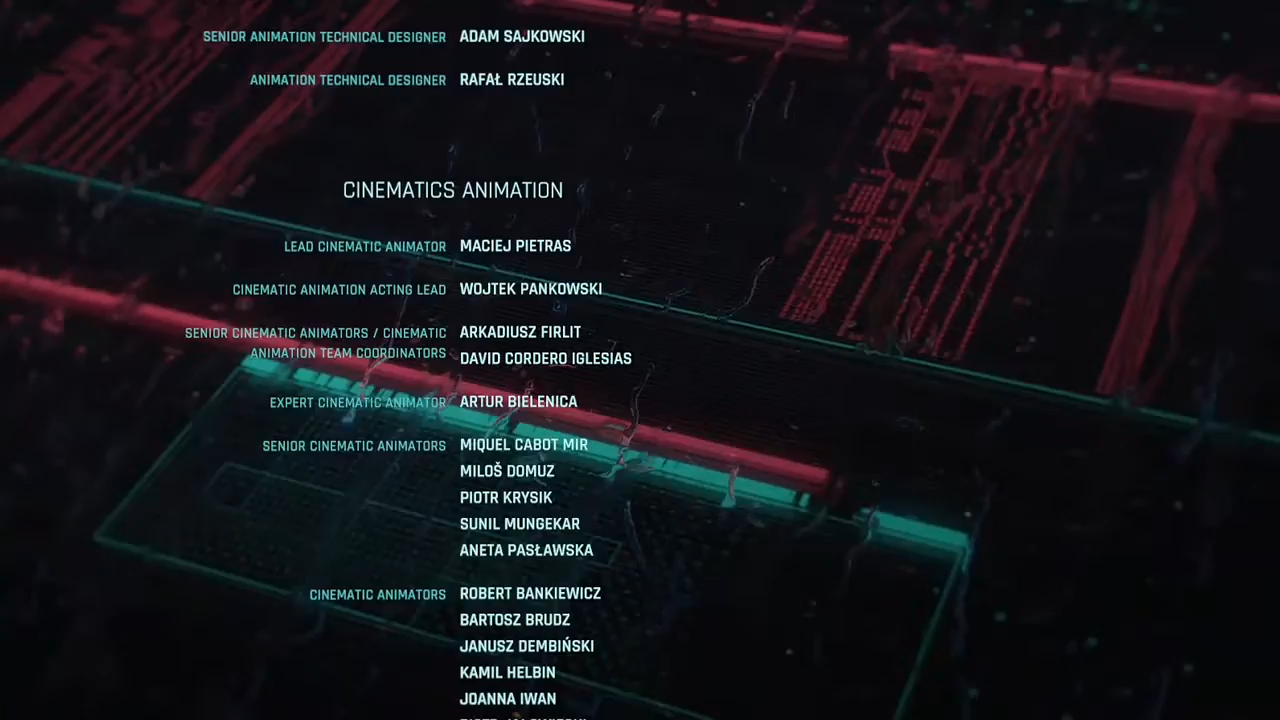 SENIOR ANIMATION TECHNICAL DESIGNER ADAM SAJKOWSKI
ANIMATION TECHNICAL DESIGNER RAFAŁ RZEUSKI
CINEMATICS ANIMATION
LEAD CINEMATIC ANIMATOR MACIEJ PIETRAS
CINEMATIC ANIMATION ACTING LEAD WOJTEK PANKOWSKI
SENIOR CINEMATIC ANIMATORS / CINEMATIC ARKADIUSZ FIRLIT
ANIMATION TEAM COORDINATORS DAVID CORDERO IGLESIAS
EXPERT CINEMATIC ANIMATOR ARTUR BIELENICA
SENIOR CINEMATIC ANIMATORS MIQUEL CABOT MIR
MILOŠ DOMUZ
PIOTR KRYSIK
SUNIL MUNGEKAR
ANETA PASŁAWSKA
CINEMATIC ANIMATORS ROBERT BANKIEWICZ
BARTOSZ BRUDZ
JANUSZ DEMBIŃSKI
KAMIL HELBIN
JOANNA IWAN